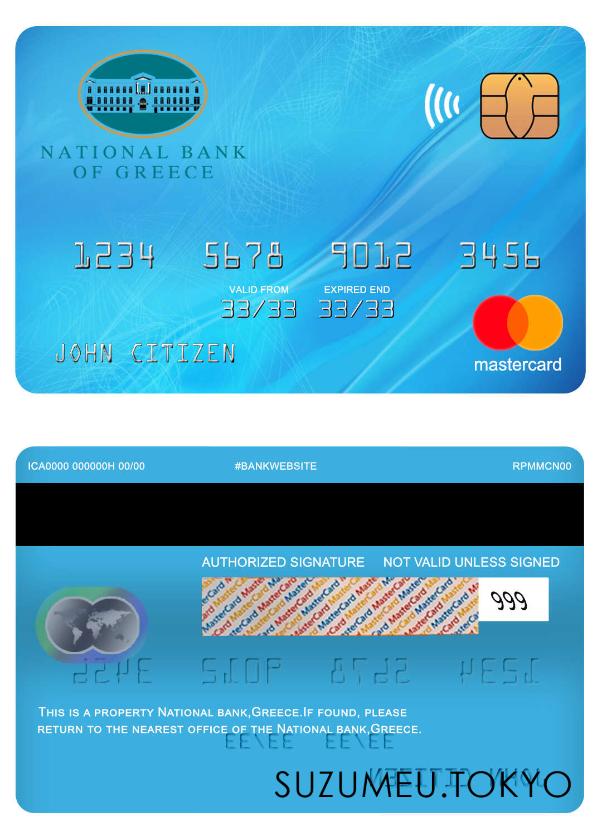 NATIONAL BANK
OF GREECE
1234 5678 9012 3456
VALID FROM EXPIRED END
33/33 33/33
JOHN CITIZEN
mastercard
ICA0000 000000H 00/00 #BANKWEBSITE RPMMCN00
AUTHORIZED SIGNATURE NOT VALID UNLESS SIGNED
999
THIS IS A PROPERTY NATIONAL BANK,GREECE.IF FOUND, PLEASE
RETURN TO THE NEAREST OFFICE OF THE NATIONAL BANK,GREECE.
SUZUMEU.TOKYO